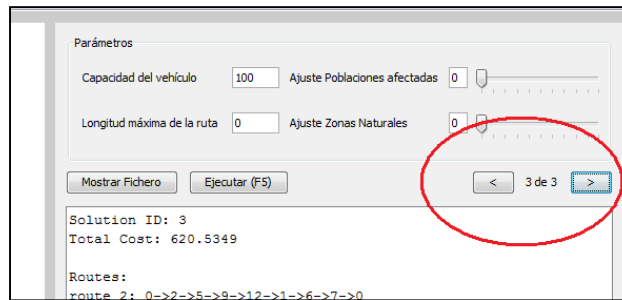 Parámetros
Capacidad del vehículo 100 Ajuste Poblaciones afectadas 0
Longitud máxima de la ruta 0 Ajuste Zonas Naturales 0
Mostrar Fichero Ejecutar (F5) < 3 de 3 >
Solution ID: 3
Total Cost: 620.5349
Routes:
route 2: 0->2->5->9->12->1->6->7->0